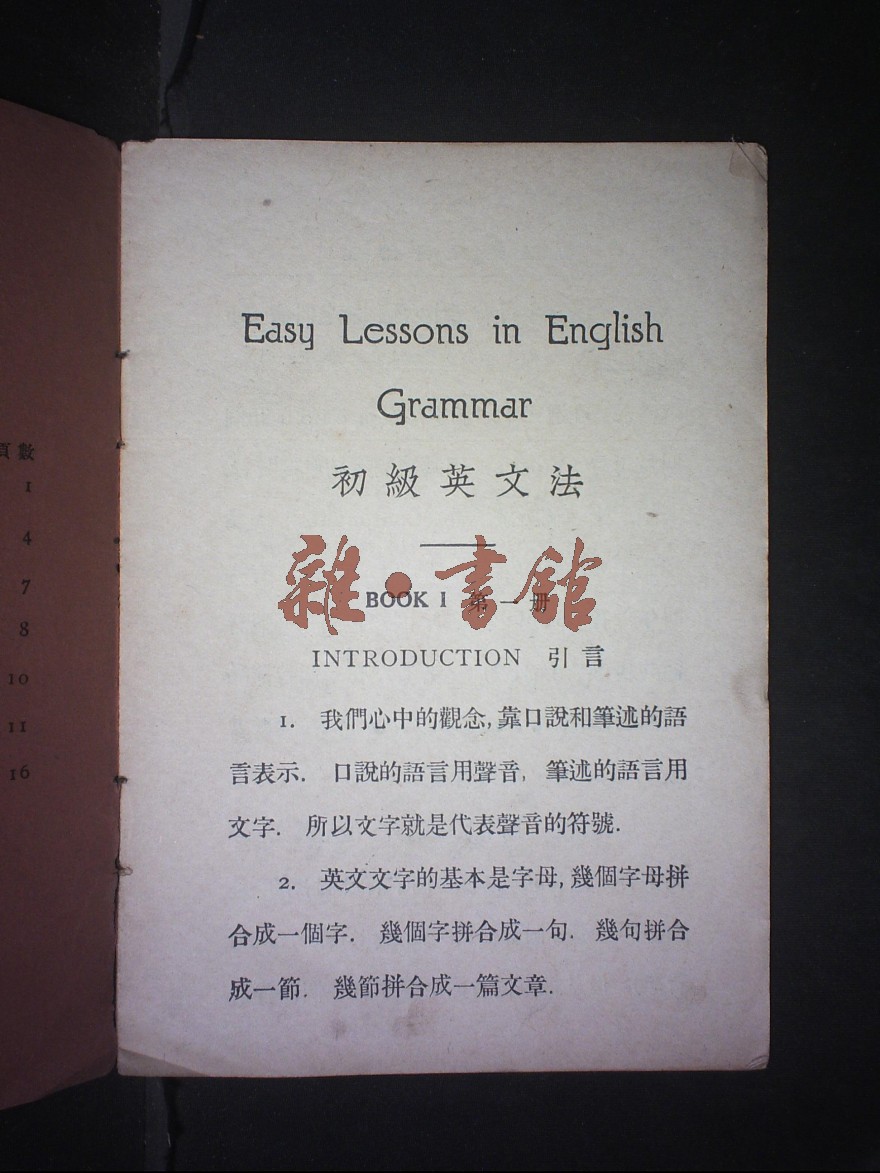 頁數
1
4
7
8
10
11
16
Easy Lessons in English
Grammar
初級英文法
雜·書館
BOOK I 第一册
INTRODUCTION 引言
1. 我們心中的觀念,靠口說和筆述的語
言表示. 口說的語言用聲音, 筆述的語言用
文字. 所以文字就是代表聲音的符號.
2. 英文文字的基本是字母,幾個字母拼
合成一個字. 幾個字拼合成一句. 幾句拼合
成一節. 幾節拼合成一篇文章.